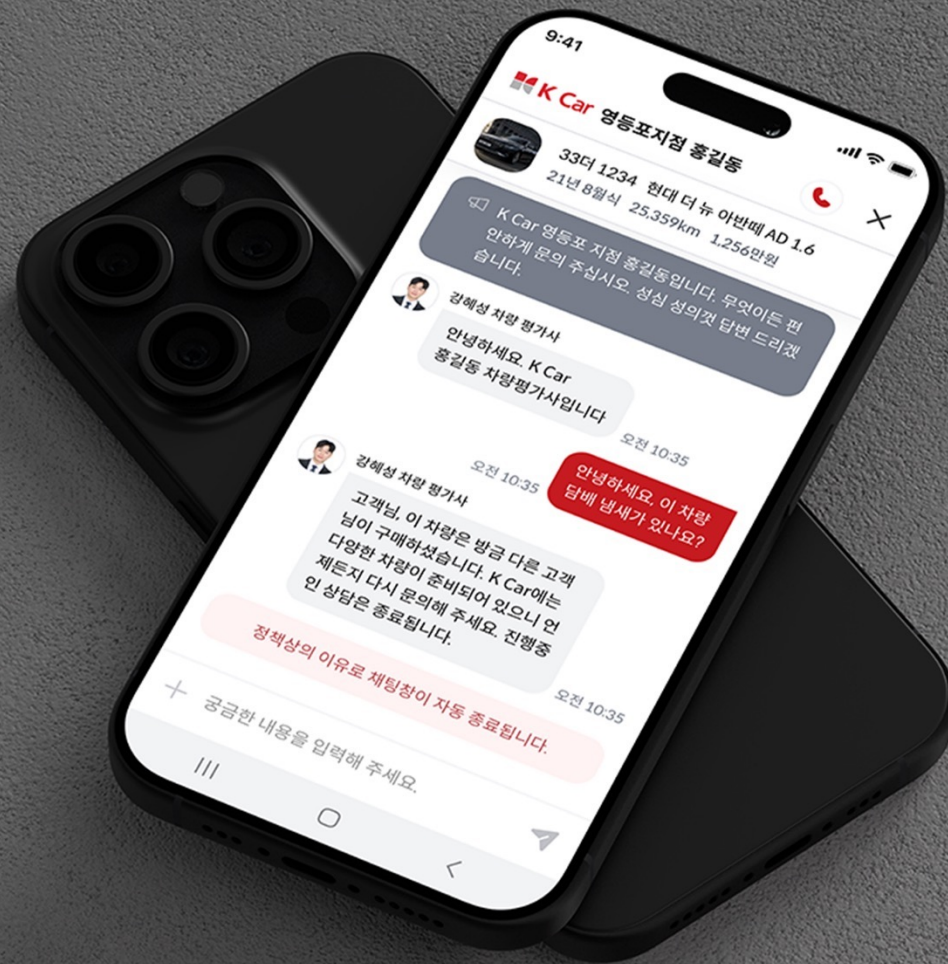 9:41
K Car 영등포지점 홍길동
33더 1234 현대 더 뉴 아반떼 AD 1.6
21년 8월식 25,359km 1,256만원
K Car 영등포 지점 홍길동입니다. 무엇이든 편
안하게 문의 주십시오. 성심 성의껏 답변 드리겠
습니다.
강혜성 차량 평가사
안녕하세요. K Car
홍길동 차량평가사입니다
오전 10:35
안녕하세요, 이 차량
담배 냄새가 있나요?
오전 10:35
강혜성 차량 평가사
고객님, 이 차량은 방금 다른 고객
님이 구매하셨습니다. K Car에는
다양한 차량이 준비되어 있으니 언
제든지 다시 문의해 주세요. 진행중
인 상담은 종료됩니다.
오전 10:35
정책상의 이유로 채팅창이 자동 종료됩니다.
궁금한 내용을 입력해 주세요.